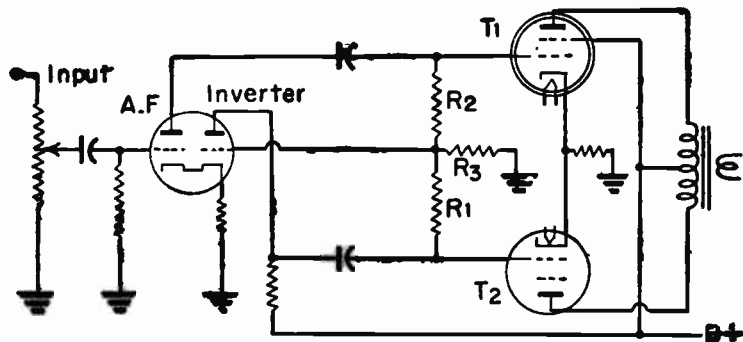 Input
A.F
Inverter
T1
R2
R3
R1
T2
B+